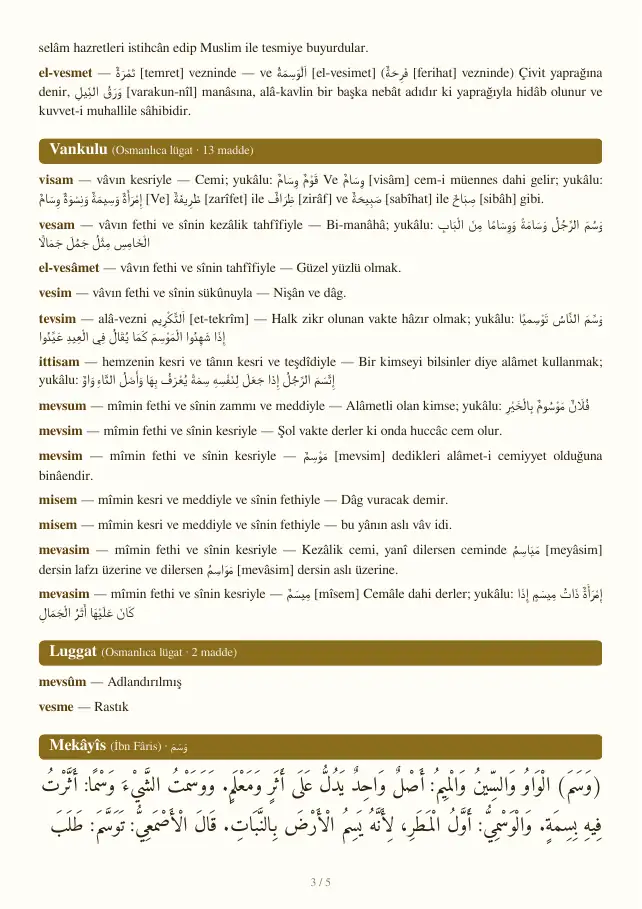 selâm hazretleri istihcân edip Muslim ile tesmiye buyurdular.
el-vesmet — تَمْرَةٌ [temret] vezninde — ve اَلْوَسِمَةُ [el-vesimet] (فَرِحَةٌ [ferihat] vezninde) Çivit yaprağına
denir, وَرَقُ النِّيلِ [varakun-nîl] manâsına, alâ-kavlin bir başka nebât adıdır ki yaprağıyla hidâb olunur ve
kuvvet-i muhallile sâhibidir.
Vankulu (Osmanlıca lügat · 13 madde)
visam — vâvın kesriyle — Cemi; yukâlu: قَوْمٌ وِسَامٌ Ve وِسَامٌ [visâm] cem-i müennes dahi gelir; yukâlu:
اِمْرَأَةٌ وَسِيمَةٌ وَنِسْوَةٌ وِسَامٌ [Ve] ظَرِيفَةٌ [zarîfet] ile ظِرَافٌ [zirâf] ve صَبِيحَةٌ [sabîhat] ile صِبَاحٌ [sibâh] gibi.
vesam — vâvın fethi ve sînin kezâlik tahfîfiyle — Bi-manâhâ; yukâlu: وَسُمَ الرَّجُلُ وَسَامَةً وَوِسَامًا مِنَ الْبَابِ
الْخَامِسِ مِثْلُ جَمُلَ جَمَالًا
el-vesâmet — vâvın fethi ve sînin tahfîfiyle — Güzel yüzlü olmak.
vesim — vâvın fethi ve sînin sükûnuyla — Nişân ve dâg.
tevsim — alâ-vezni اَلتَّكْرِيم [et-tekrîm] — Halk zikr olunan vakte hâzır olmak; yukâlu: وَسَّمَ النَّاسُ تَوْسِيمًا
إِذَا شَهِدُوا الْمَوْسِمَ كَمَا يُقَالُ فِي الْعِيدِ عَيَّدُوا
ittisam — hemzenin kesri ve tânın kesri ve teşdîdiyle — Bir kimseyi bilsinler diye alâmet kullanmak;
yukâlu: إِتَّسَمَ الرَّجُلُ إِذَا جَعَلَ لِنَفْسِهِ سِمَةً يُعْرَفُ بِهَا وَأَصْلُ التَّاءِ وَاوٌ
mevsum — mîmin fethi ve sînin zammı ve meddiyle — Alâmetli olan kimse; yukâlu: فُلَانٌ مَوْسُومٌ بِالْخَيْرِ
mevsim — mîmin fethi ve sînin kesriyle — Şol vakte derler ki onda huccâc cem olur.
mevsim — mîmin fethi ve sînin kesriyle — مَوْسِمٌ [mevsim] dedikleri alâmet-i cemiyyet olduğuna
binâendir.
misem — mîmin kesri ve meddiyle ve sînin fethiyle — Dâg vuracak demir.
misem — mîmin kesri ve meddiyle ve sînin fethiyle — bu yânın aslı vâv idi.
mevasim — mîmin fethi ve sînin kesriyle — Kezâlik cemi, yanî dilersen ceminde مَيَاسِمُ [meyâsim]
dersin lafzı üzerine ve dilersen مَوَاسِمُ [mevâsim] dersin aslı üzerine.
mevasim — mîmin fethi ve sînin kesriyle — مِيسَمٌ [mîsem] Cemâle dahi derler; yukâlu: إِمْرَأَةٌ ذَاتُ مِيسَمٍ إِذَا
كَانَ عَلَيْهَا أَثَرُ الْجَمَالِ
Luggat (Osmanlıca lügat · 2 madde)
mevsûm — Adlandırılmış
vesme — Rastık
Mekâyîs (İbn Fâris) · وَسَمَ
(وَسَمَ) الْوَاوُ وَالسِّينُ وَالْمِيمُ: أَصْلٌ وَاحِدٌ يَدُلُّ عَلَى أَثَرٍ وَمَعْلَمٍ. وَوَسَمْتُ الشَّيْءَ وَسْمًا: أَثَّرْتُ
فِيهِ بِسِمَةٍ. وَالْوَسْمِيُّ: أَوَّلُ الْمَطَرِ، لِأَنَّهُ يَسِمُ الْأَرْضَ بِالنَّبَاتِ. قَالَ الْأَصْمَعِيُّ: تَوَسَّمَ: طَلَبَ
3 / 5